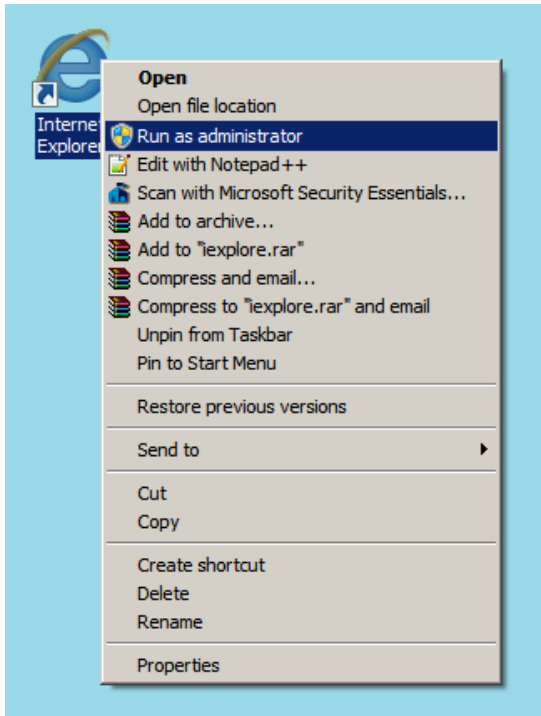 Open
Open file location
Run as administrator
Edit with Notepad++
Scan with Microsoft Security Essentials...
Add to archive...
Add to "iexplore.rar"
Compress and email...
Compress to "iexplore.rar" and email
Unpin from Taskbar
Pin to Start Menu
Restore previous versions
Send to
Cut
Copy
Create shortcut
Delete
Rename
Properties